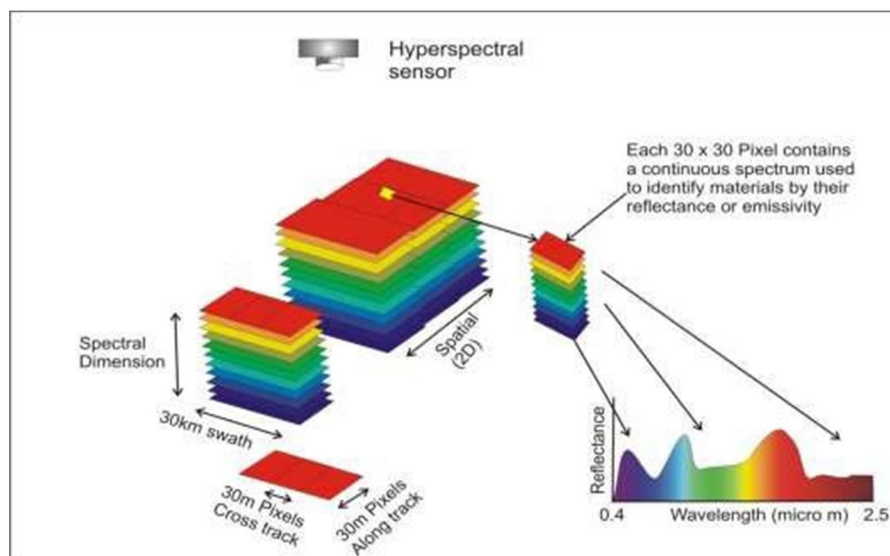 Hyperspectral
sensor
Each 30 x 30 Pixel contains
a continuous spectrum used
to identify materials by their
reflectance or emissivity
Spectral
Dimension
Spatial
(2D)
30km swath
30m Pixels
Cross track
30m Pixels
Along track
Reflectance
0.4
Wavelength (micro m)
2.5